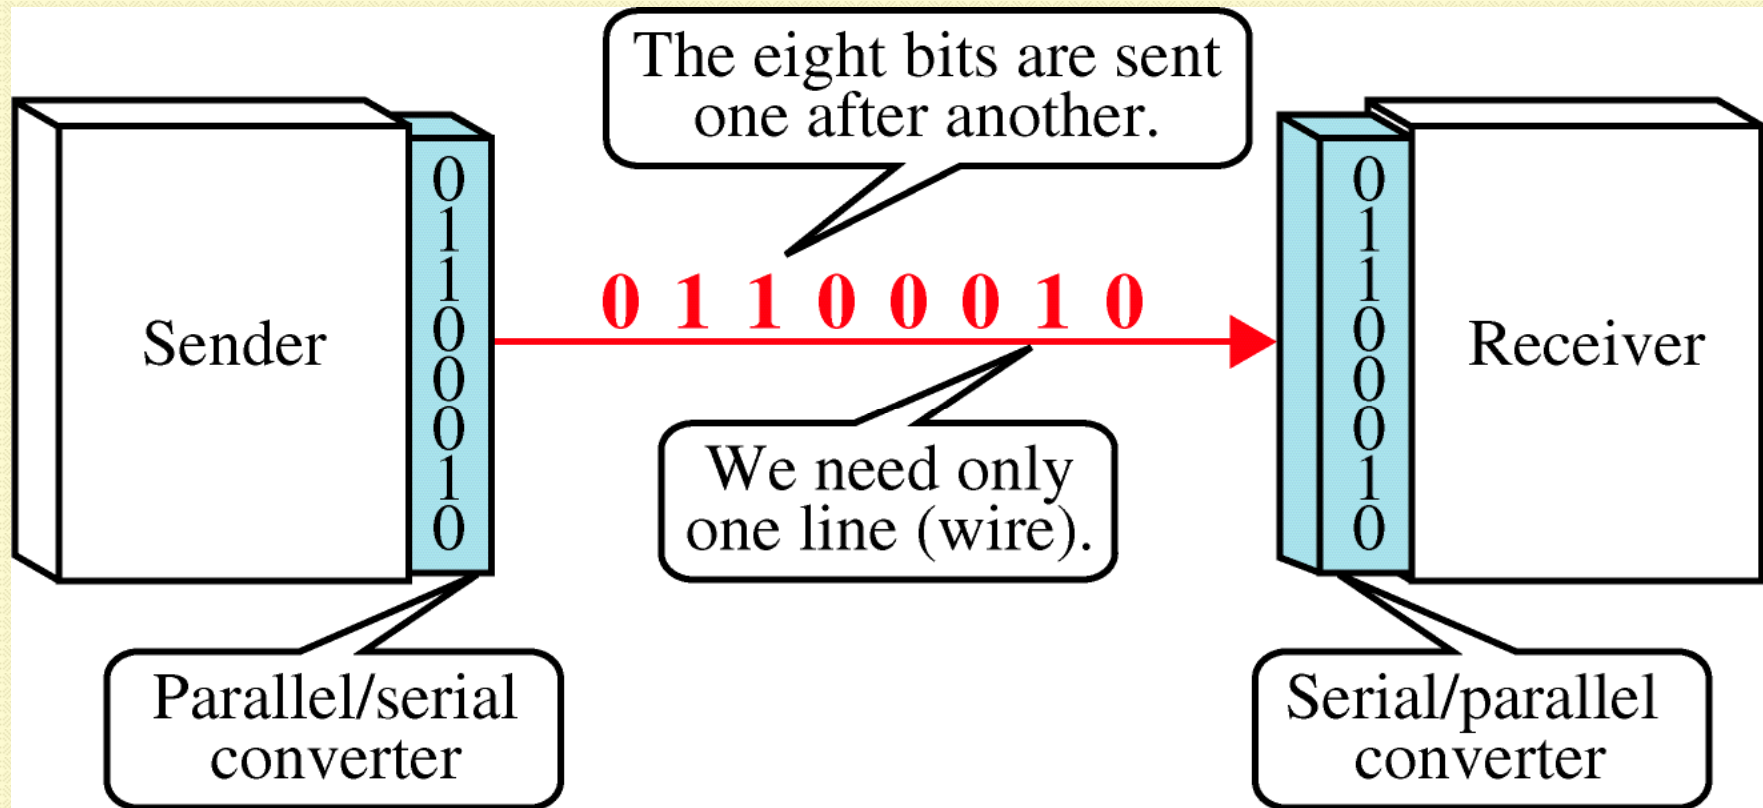 The eight bits are sent
one after another.
0
1
1
0
0
0
1
0
Sender
0 1 1 0 0 0 1 0
0
1
1
0
0
0
1
0
Receiver
We need only
one line (wire).
Parallel/serial
converter
Serial/parallel
converter